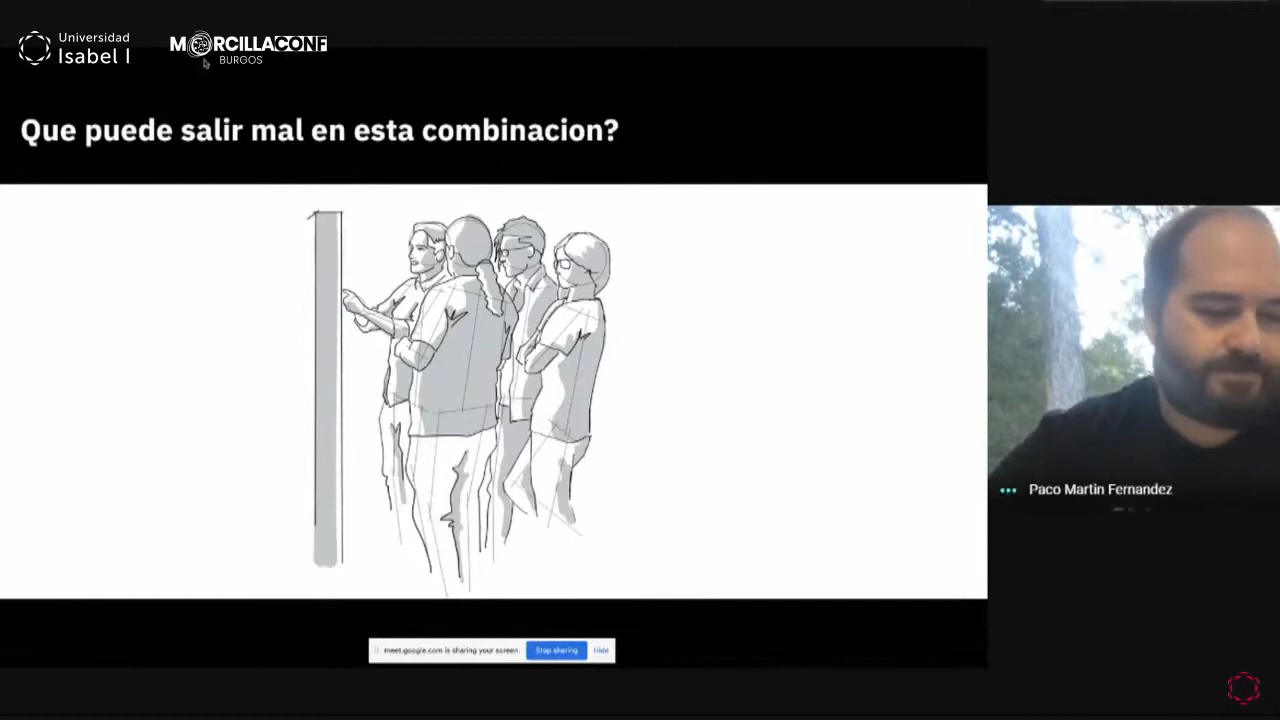 Universidad
Isabel I
MORCILLACONF
BURGOS
Que puede salir mal en esta combinacion?
Paco Martin Fernandez
meet.google.com is sharing your screen.
Stop sharing
Hide